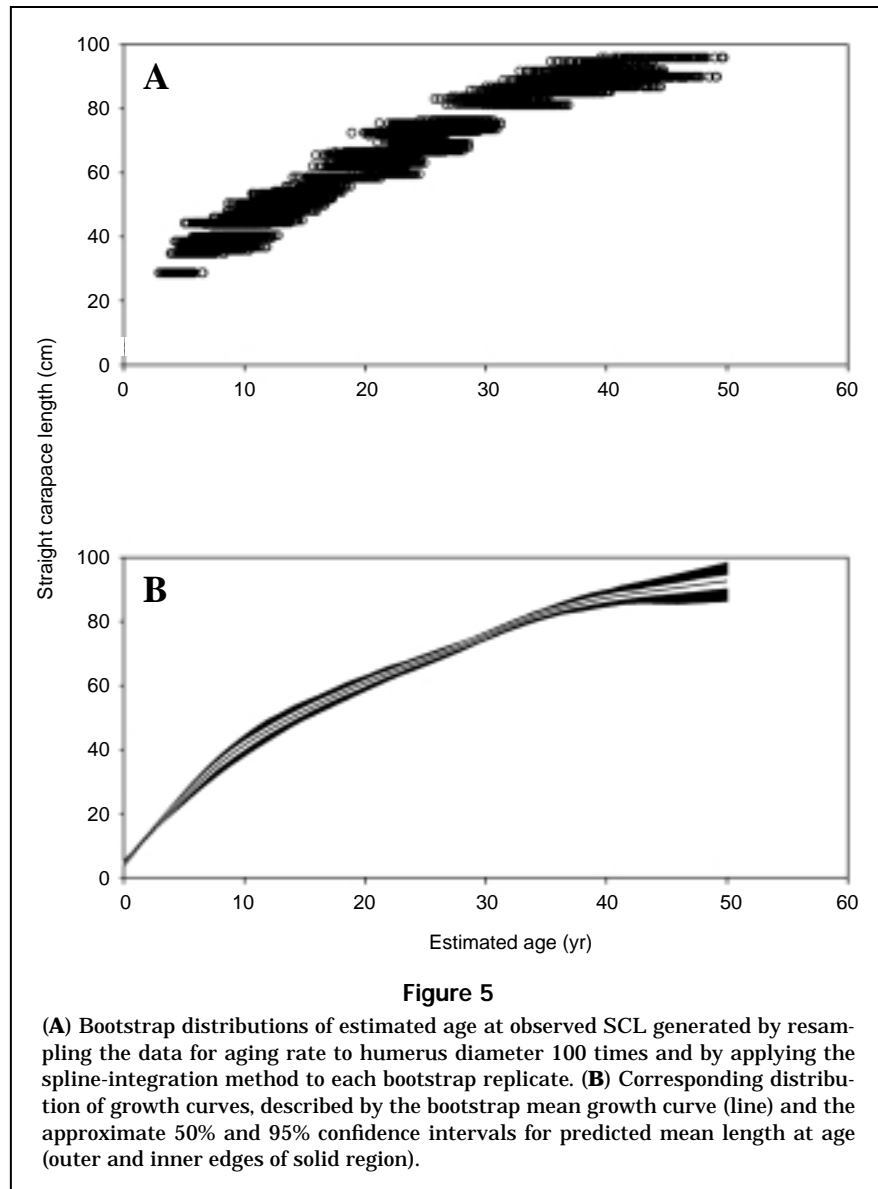 100
80
60
40
20
0
A
0 10 20 30 40 50 60
Straight carapace length (cm)
100
80
60
40
20
0
B
0 10 20 30 40 50 60
Estimated age (yr)
Figure 5
(A) Bootstrap distributions of estimated age at observed SCL generated by resam-
pling the data for aging rate to humerus diameter 100 times and by applying the
spline-integration method to each bootstrap replicate. (B) Corresponding distribu-
tion of growth curves, described by the bootstrap mean growth curve (line) and the
approximate 50% and 95% confidence intervals for predicted mean length at age
(outer and inner edges of solid region).